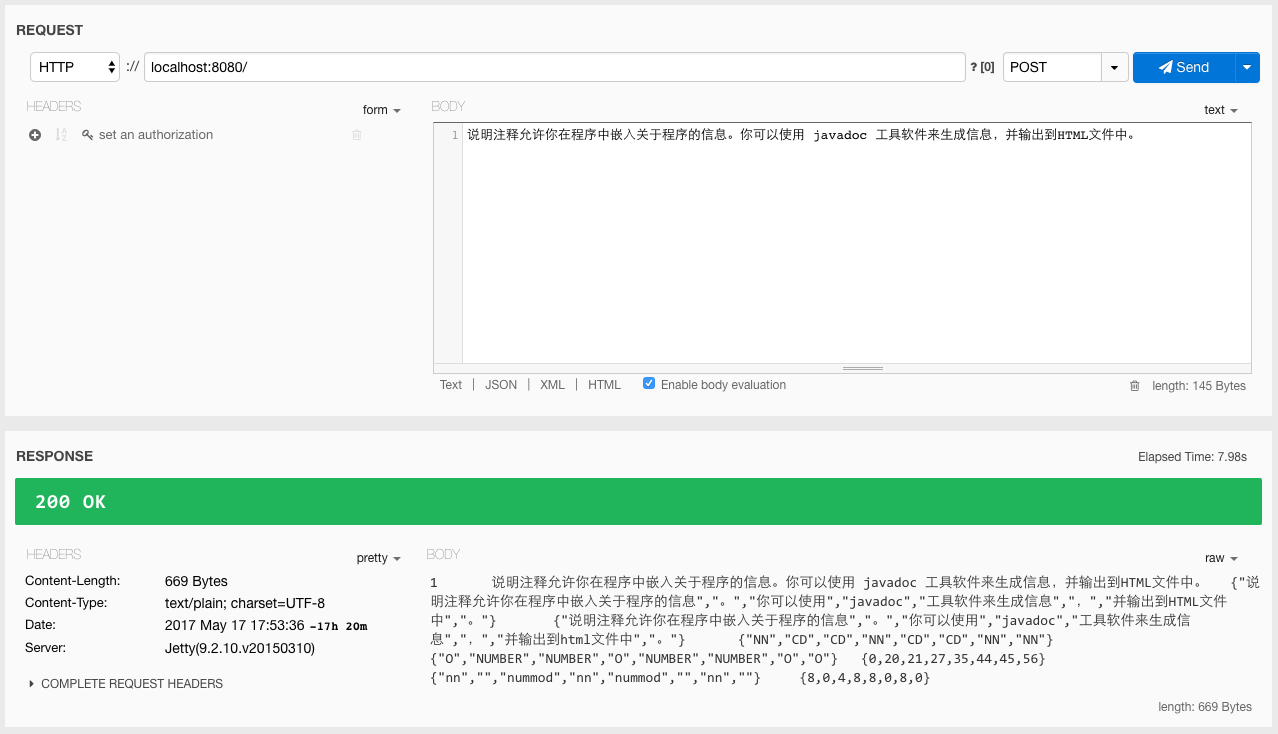 REQUEST
HTTP :// localhost:8080/ ? [0] POST Send
HEADERS form BODY text
set an authorization
1 说明注释允许你在程序中嵌入关于程序的信息。你可以使用 javadoc 工具软件来生成信息，并输出到HTML文件中。
Text | JSON | XML | HTML Enable body evaluation length: 145 Bytes
RESPONSE Elapsed Time: 7.98s
200 OK
HEADERS pretty BODY raw
Content-Length: 669 Bytes
Content-Type: text/plain; charset=UTF-8
Date: 2017 May 17 17:53:36 -17h 20m
Server: Jetty(9.2.10.v20150310)
COMPLETE REQUEST HEADERS
1 说明注释允许你在程序中嵌入关于程序的信息。你可以使用 javadoc 工具软件来生成信息，并输出到HTML文件中。 {"说
明注释允许你在程序中嵌入关于程序的信息","。","你可以使用","javadoc","工具软件来生成信息","，","并输出到HTML文件
中","。"} {"说明注释允许你在程序中嵌入关于程序的信息","。","你可以使用","javadoc","工具软件来生成信
息","，","并输出到html文件中","。"} {"NN","CD","CD","NN","CD","CD","NN","NN"}
{"O","NUMBER","NUMBER","O","NUMBER","NUMBER","O","O"} {0,20,21,27,35,44,45,56}
{"nn","","nummod","nn","nummod","","nn",""} {8,0,4,8,8,0,8,0}
length: 669 Bytes